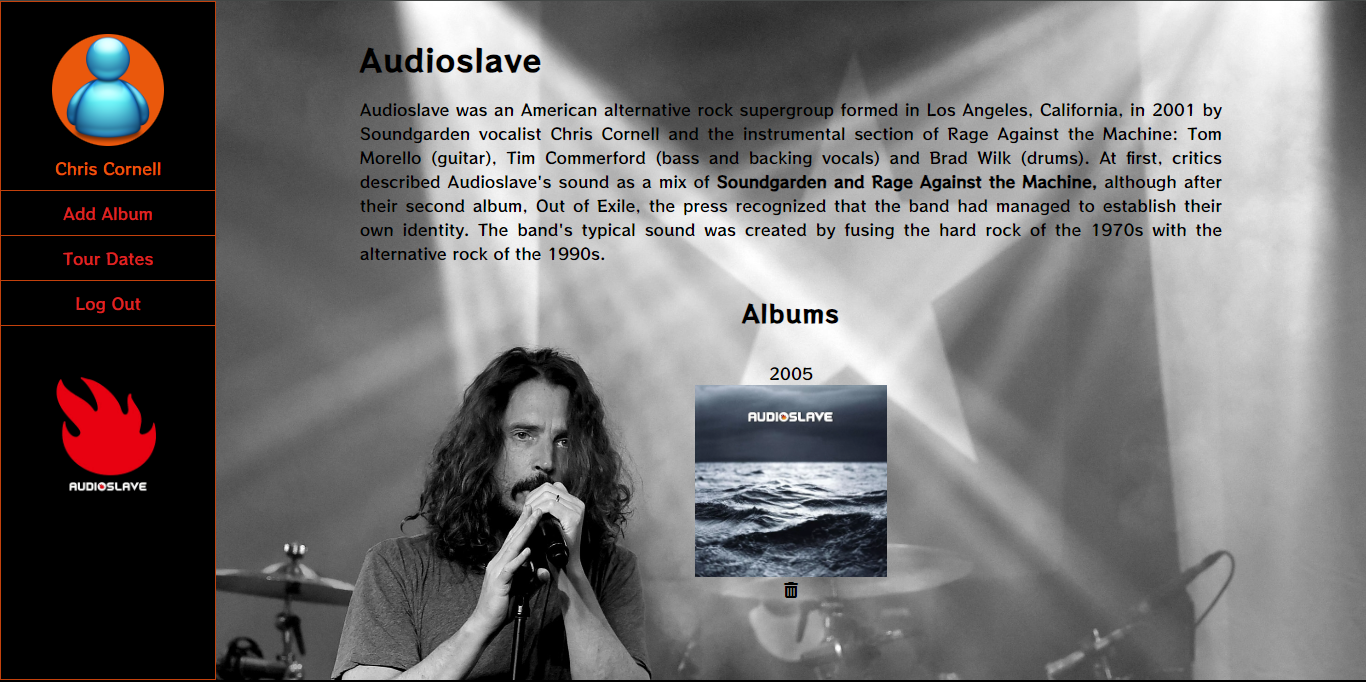 Chris Cornell
Add Album
Tour Dates
Log Out
AUDIOSLAVE
Audioslave
Audioslave was an American alternative rock supergroup formed in Los Angeles, California, in 2001 by
Soundgarden vocalist Chris Cornell and the instrumental section of Rage Against the Machine: Tom
Morello (guitar), Tim Commerford (bass and backing vocals) and Brad Wilk (drums). At first, critics
described Audioslave's sound as a mix of Soundgarden and Rage Against the Machine, although after
their second album, Out of Exile, the press recognized that the band had managed to establish their
own identity. The band's typical sound was created by fusing the hard rock of the 1970s with the
alternative rock of the 1990s.
Albums
2005
AUDIOSLAVE